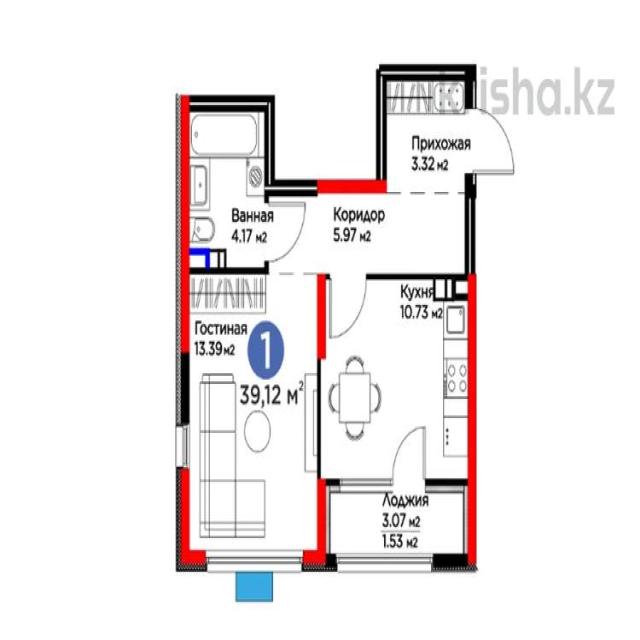 krisha.kz
Прихожая
3.32 м2
Ванная
4.17 м2
Коридор
5.97 м2
Кухня
10.73 м2
Гостиная
13.39 м2
1
39,12 м2
Лоджия
3.07 м2
1.53 м2